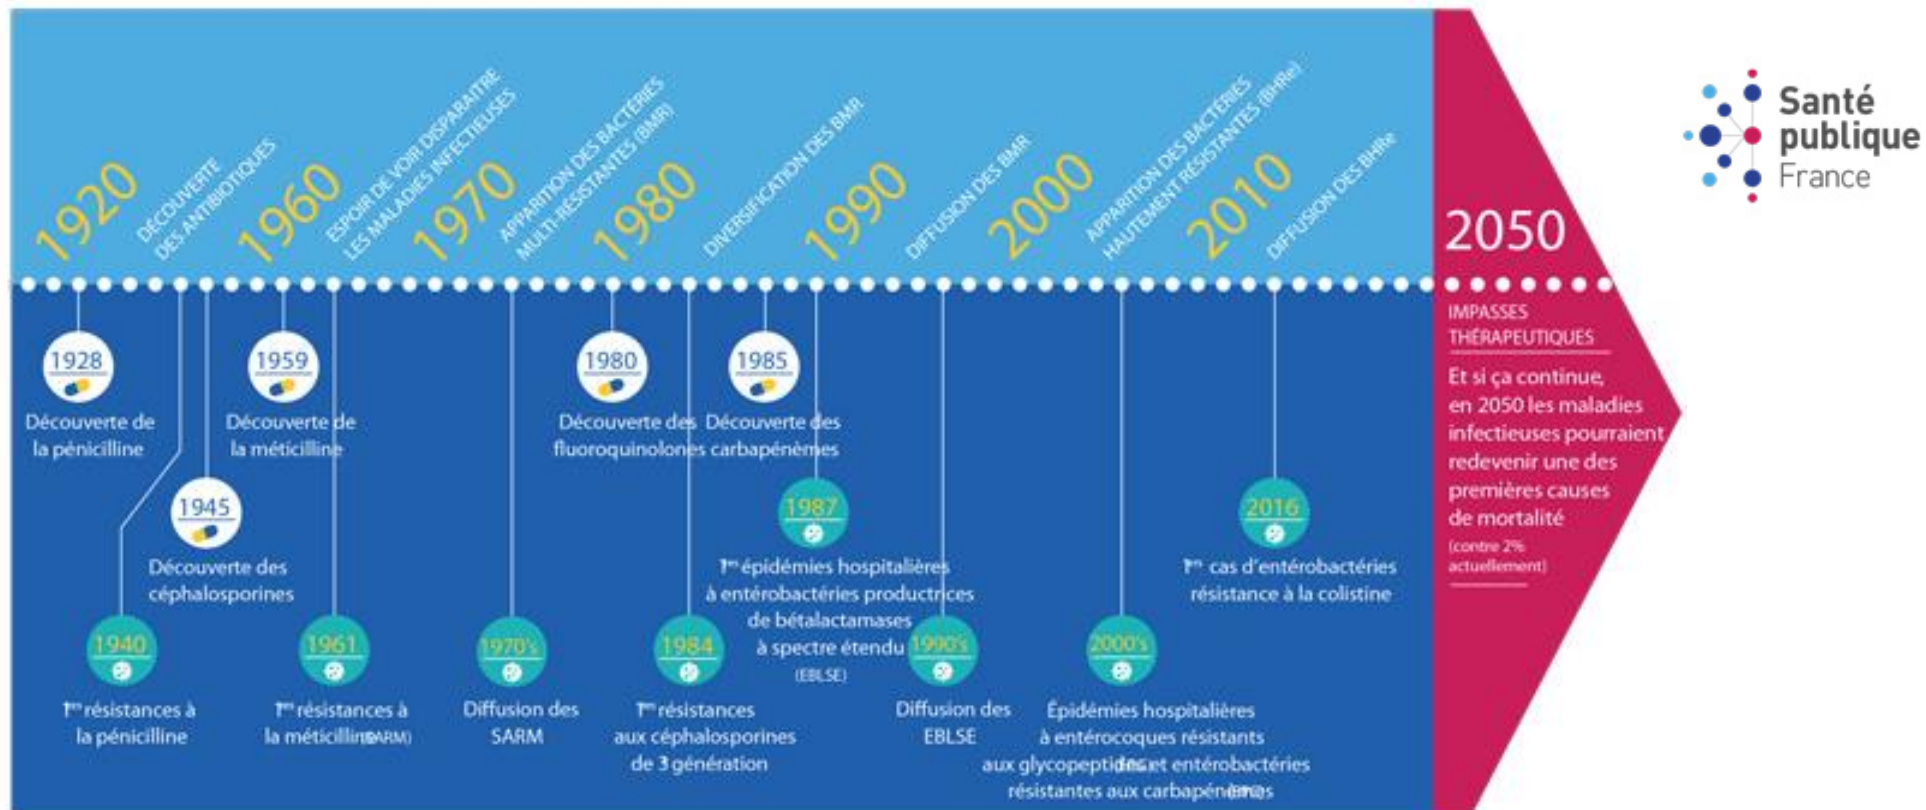 1920
DÉCOUVERTE
DES ANTIBIOTIQUES
1960
ESPOIR DE VOIR DISPARAITRE
LES MALADIES INFECTIEUSES
1970
APPARITION DES BACTÉRIES
MULTI-RÉSISTANTES (BMR)
1980
DIVERSIFICATION DES BMR
1990
DIFFUSION DES BMR
2000
APPARITION DES BACTÉRIES
HAUTEMENT RÉSISTANTES (BHRe)
2010
DIFFUSION DES BHRe
Santé
publique
France
2050
IMPASSES
THÉRAPEUTIQUES
Et si ça continue,
en 2050 les maladies
infectieuses pourraient
redevenir une des
premières causes
de mortalité
(contre 2%
actuellement)
1928
Découverte de
la pénicilline
1959
Découverte de
la méticilline
1980
Découverte des
fluoroquinolones
1985
Découverte des
carbapénèmes
1945
Découverte des
céphalosporines
1987
1res épidémies hospitalières
à entérobactéries productrices
de bétalactamases
à spectre étendu
(EBLSE)
2016
1ers cas d'entérobactéries
résistance à la colistine
1940
1res résistances à
la pénicilline
1961
1res résistances à
la méticilline (SARM)
1970's
Diffusion des
SARM
1984
1res résistances
aux céphalosporines
de 3 génération
1990's
Diffusion des
EBLSE
2000's
Épidémies hospitalières
à entérocoques résistants
aux glycopeptides et entérobactéries
résistantes aux carbapénèmes